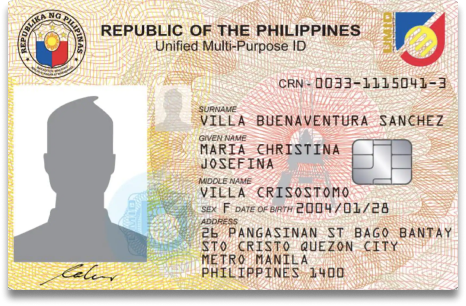 REPUBLIKA NG PILIPINAS
REPUBLIC OF THE PHILIPPINES
Unified Multi-Purpose ID
UMID
CRN - 0033-1115041-3
SURNAME
VILLA BUENAVENTURA SANCHEZ
GIVEN NAME
MARIA CHRISTINA
JOSEFINA
MIDDLE NAME
VILLA CRISOSTOMO
SEX F DATE OF BIRTH 2004/01/28
ADDRESS
26 PANGASINAN ST BAGO BANTAY
STO CRISTO QUEZON CITY
METRO MANILA
PHILIPPINES 1400